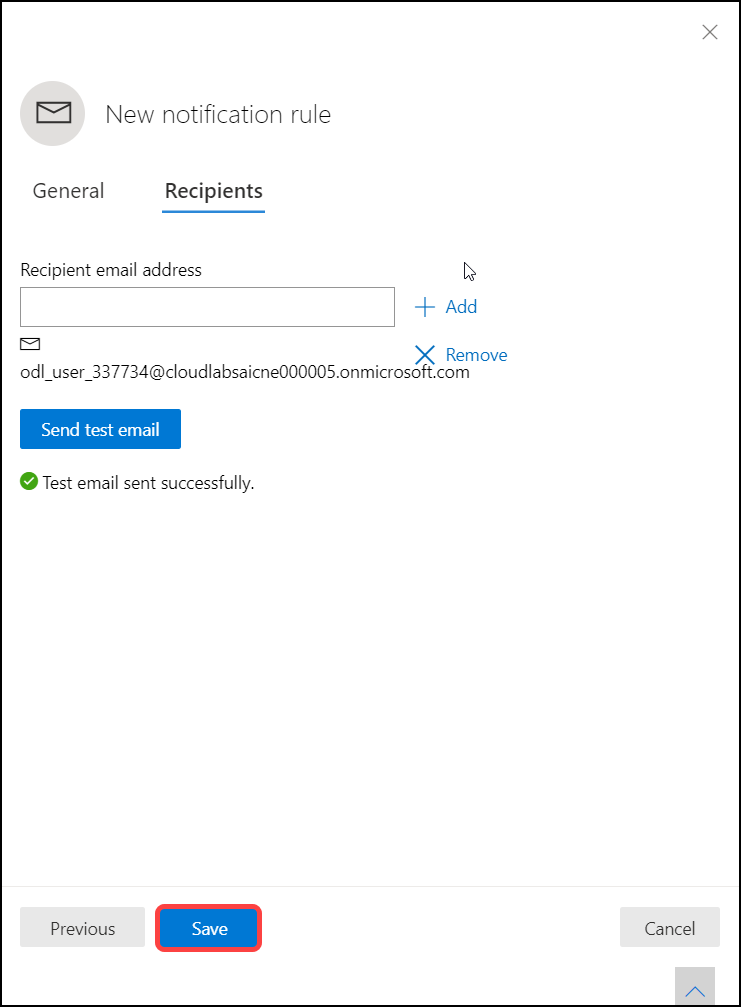 New notification rule
General Recipients
Recipient email address
Add
Remove
odl_user_337734@cloudlabsaicne000005.onmicrosoft.com
Send test email
Test email sent successfully.
Previous Save Cancel